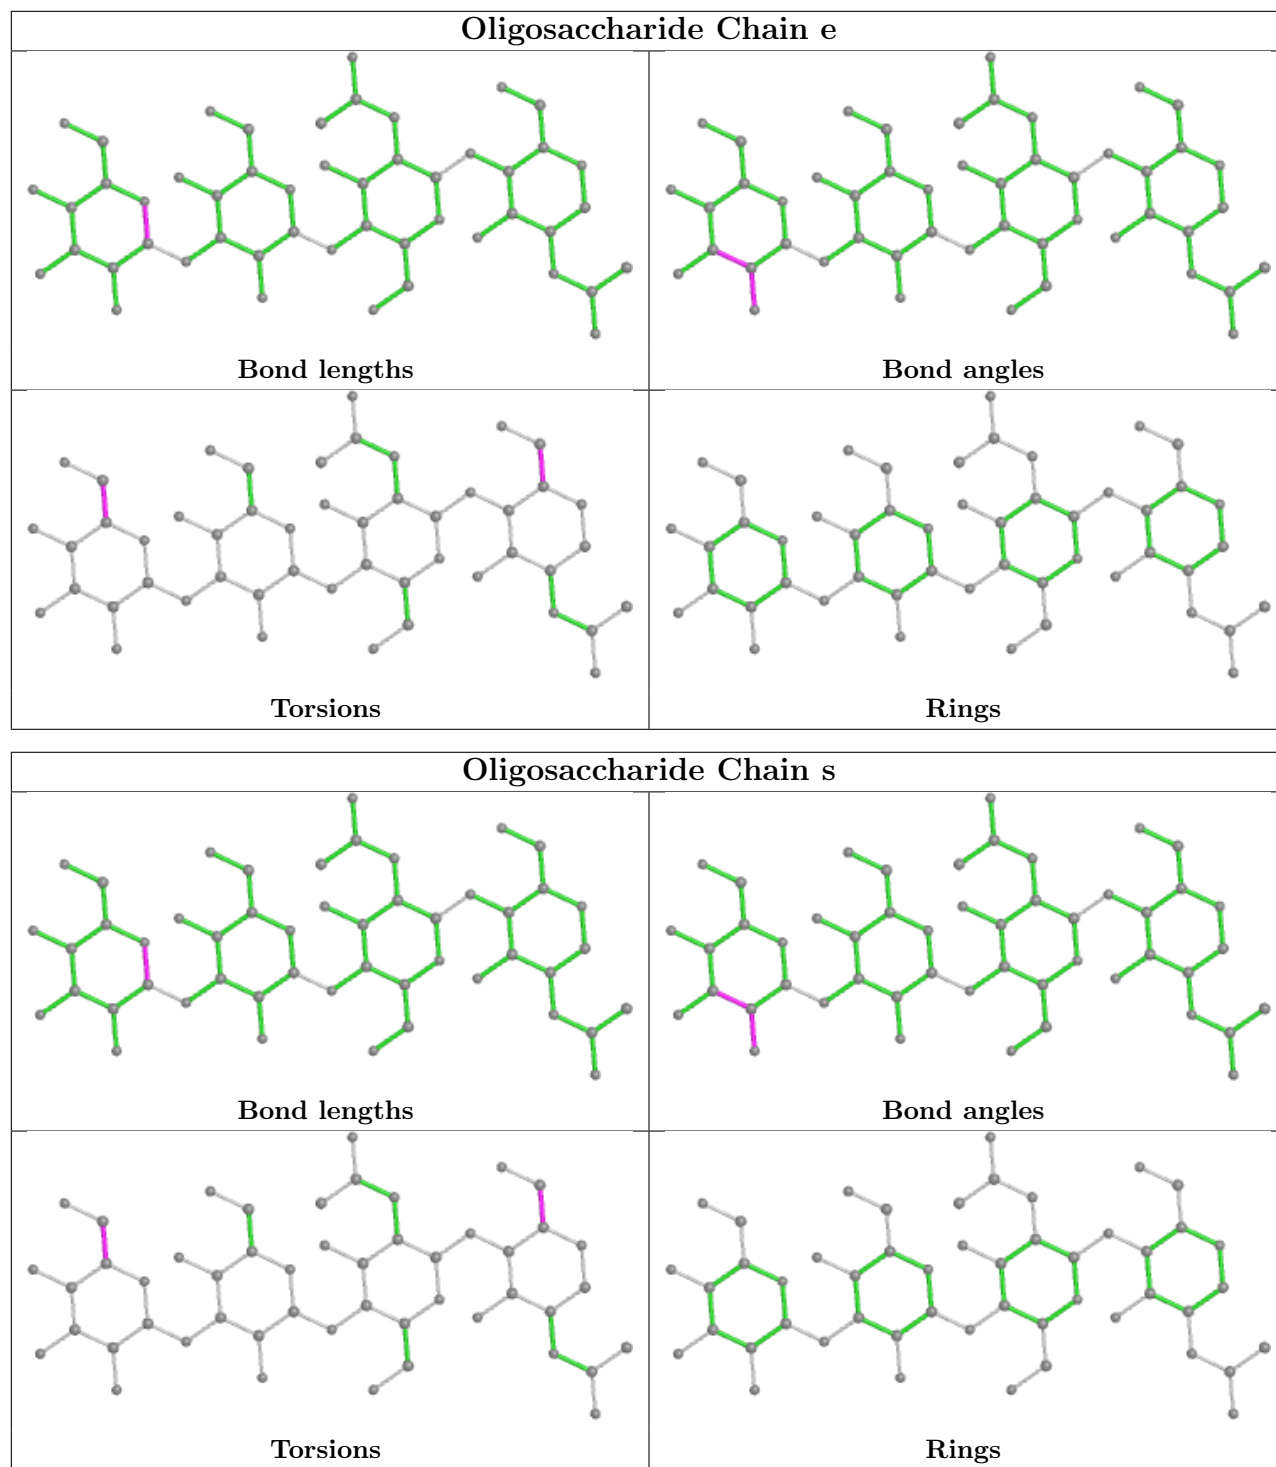 Oligosaccharide Chain e
Bond lengths
Bond angles
Torsions
Rings
Oligosaccharide Chain s
Bond lengths
Bond angles
Torsions
Rings